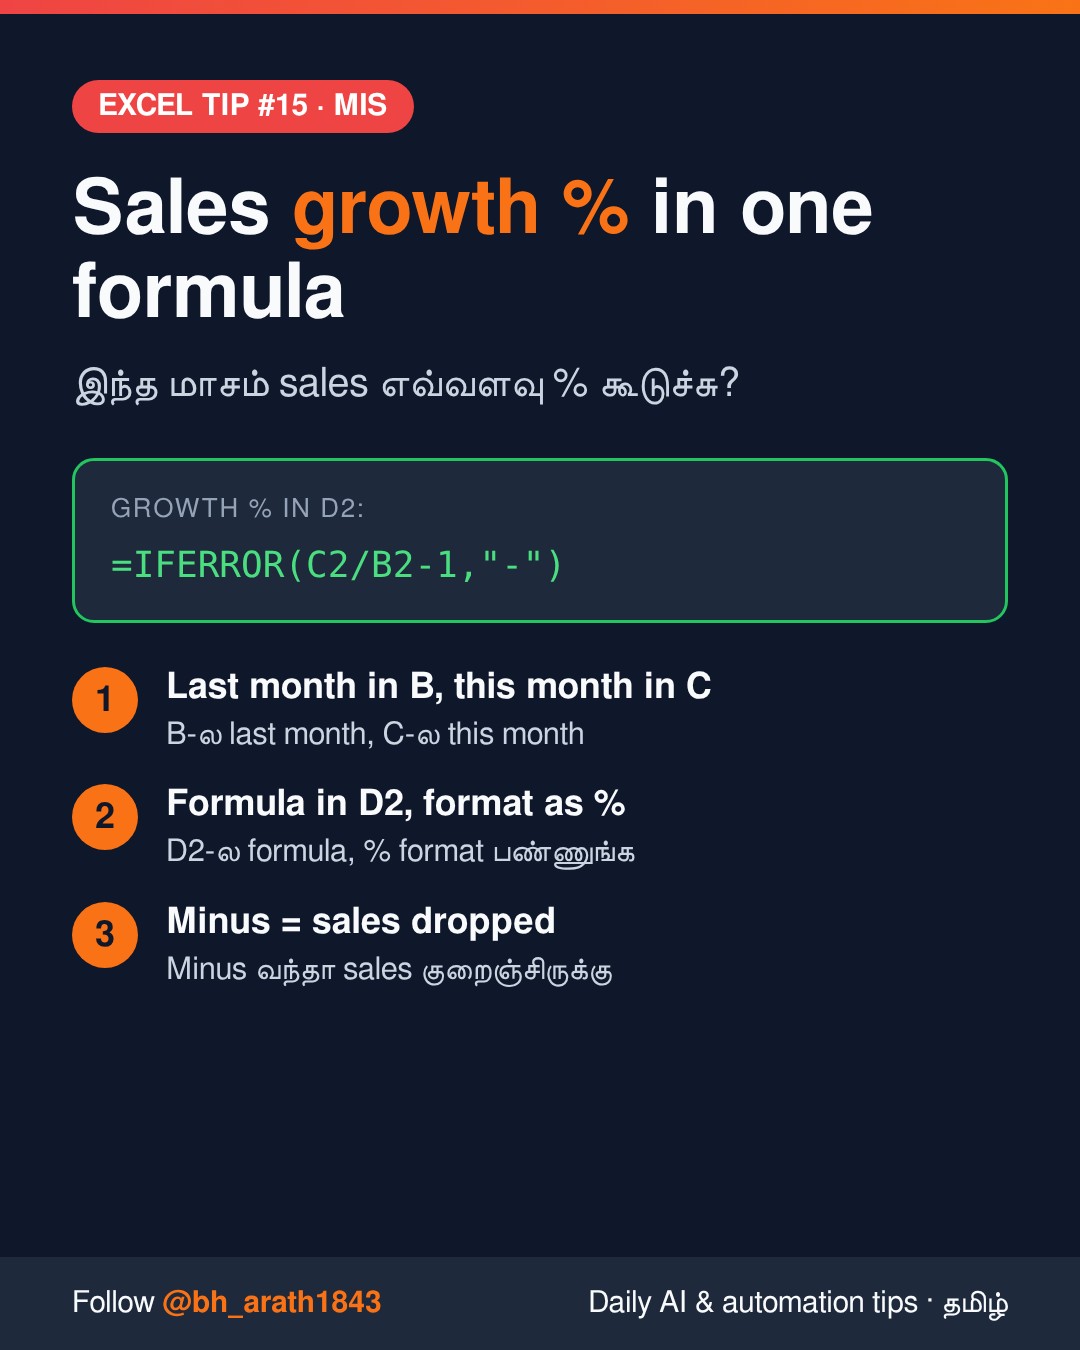 EXCEL TIP #15 · MIS
Sales growth % in one
formula
இந்த மாசம் sales எவ்வளவு % கூடுச்சு?
GROWTH % IN D2:
=IFERROR(C2/B2-1,"-")
1
Last month in B, this month in C
B-ல last month, C-ல this month
2
Formula in D2, format as %
D2-ல formula, % format பண்ணுங்க
3
Minus = sales dropped
Minus வந்தா sales குறைஞ்சிருக்கு
Follow @bh_arath1843
Daily AI & automation tips · தமிழ்